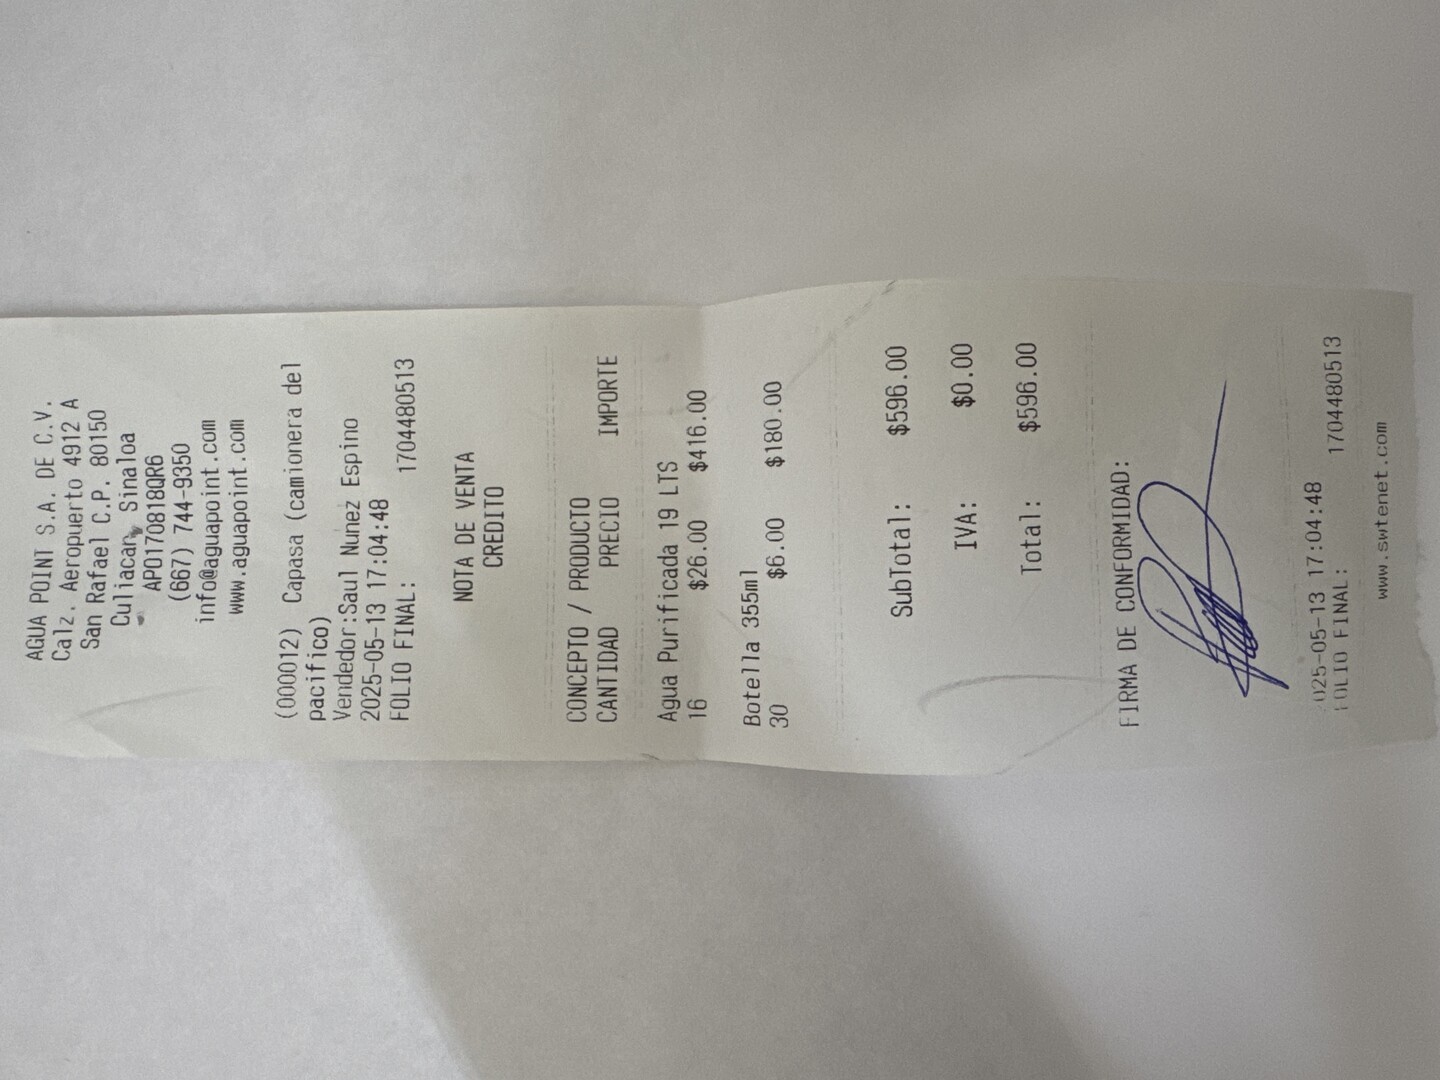 AGUA POINT S.A. DE C.V.
Calz. Aeropuerto 4912 A
San Rafael C.P. 80150
Culiacan, Sinaloa
APO170818QR6
(667) 744-9350
info@aguapoint.com
www.aguapoint.com
(000012) Capasa (camionera del
pacifico)
Vendedor:Saul Nunez Espino
2025-05-13 17:04:48
FOLIO FINAL: 1704480513
NOTA DE VENTA
CREDITO
CONCEPTO / PRODUCTO
CANTIDAD PRECIO IMPORTE
Agua Purificada 19 LTS
16 $26.00 $416.00
Botella 355ml
30 $6.00 $180.00
SubTotal: $596.00
IVA: $0.00
Total: $596.00
FIRMA DE CONFORMIDAD:
025-05-13 17:04:48
FOLIO FINAL: 1704480513
www.swtenet.com